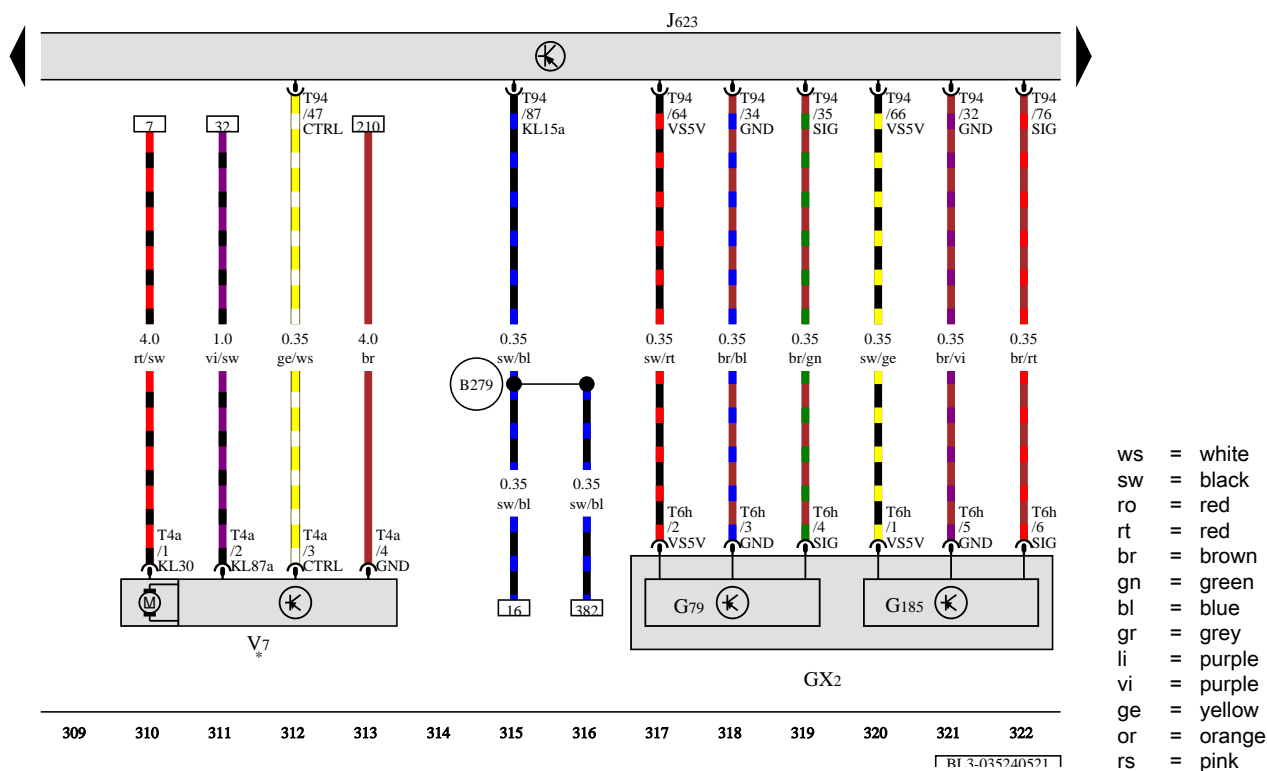 J623
T94
/47
CTRL
T94
/87
KL15a
T94
/64
VS5V
T94
/34
GND
T94
/35
SIG
T94
/66
VS5V
T94
/32
GND
T94
/76
SIG
7
32
210
4.0
rt/sw
1.0
vi/sw
0.35
ge/ws
4.0
br
0.35
sw/bl
0.35
sw/rt
0.35
br/bl
0.35
br/gn
0.35
sw/ge
0.35
br/vi
0.35
br/rt
B279
0.35
sw/bl
0.35
sw/bl
T4a
/1
KL30
T4a
/2
KL87a
T4a
/3
CTRL
T4a
/4
GND
T6h
/2
VS5V
T6h
/3
GND
T6h
/4
SIG
T6h
/1
VS5V
T6h
/5
GND
T6h
/6
SIG
M
16
382
G79
G185
V7
*
GX2
309 310 311 312 313 314 315 316 317 318 319 320 321 322
BL3-035240521
ws = white
sw = black
ro = red
rt = red
br = brown
gn = green
bl = blue
gr = grey
li = purple
vi = purple
ge = yellow
or = orange
rs = pink